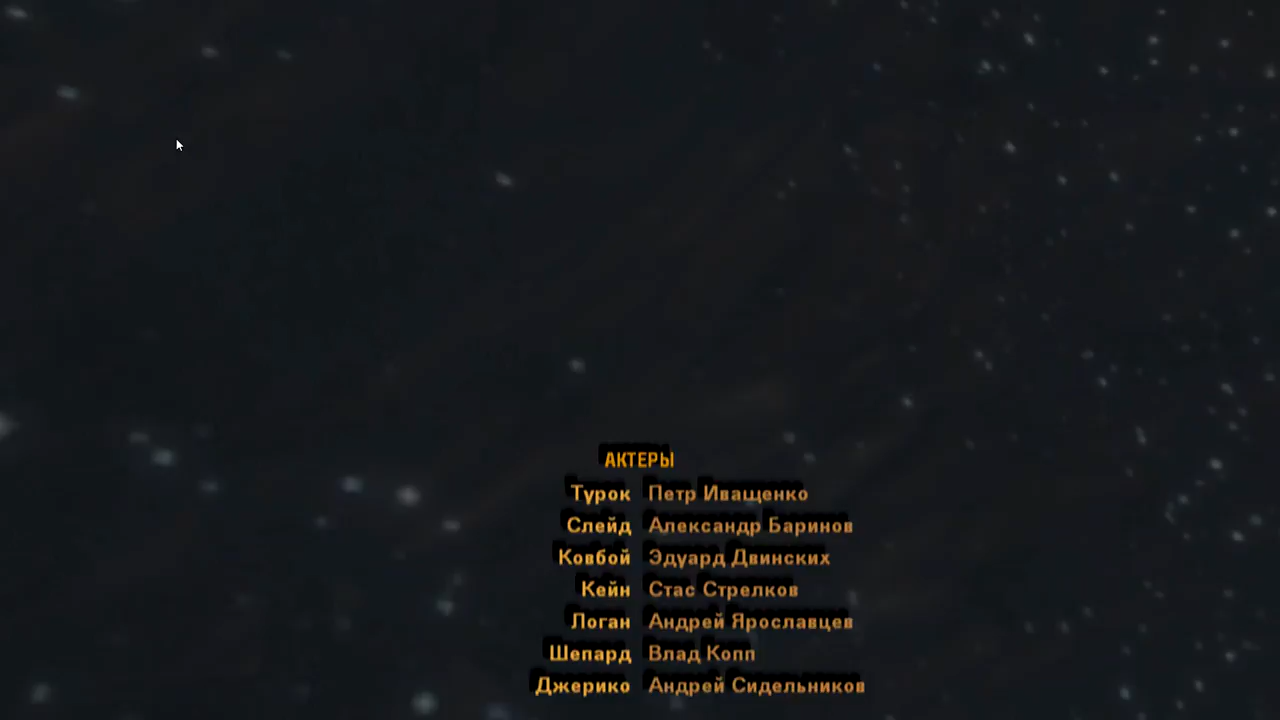 АКТЕРЫ
Турок Петр Иващенко
Слейд Александр Баринов
Ковбой Эдуард Двинских
Кейн Стас Стрелков
Логан Андрей Ярославцев
Шепард Влад Копп
Джерико Андрей Сидельников